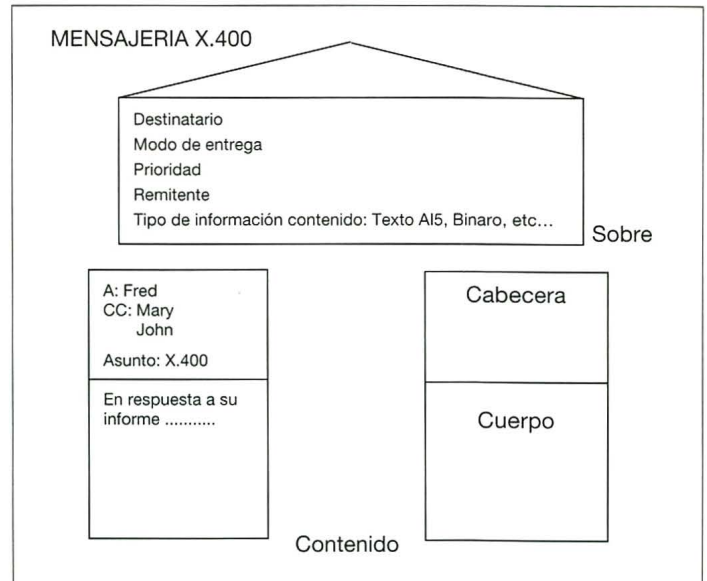 MENSAJERIA X.400
Destinatario
Modo de entrega
Prioridad
Remitente
Tipo de información contenido: Texto AI5, Binaro, etc...
Sobre
A: Fred
CC: Mary
John
Asunto: X.400
En respuesta a su
informe ...........
Cabecera
Cuerpo
Contenido